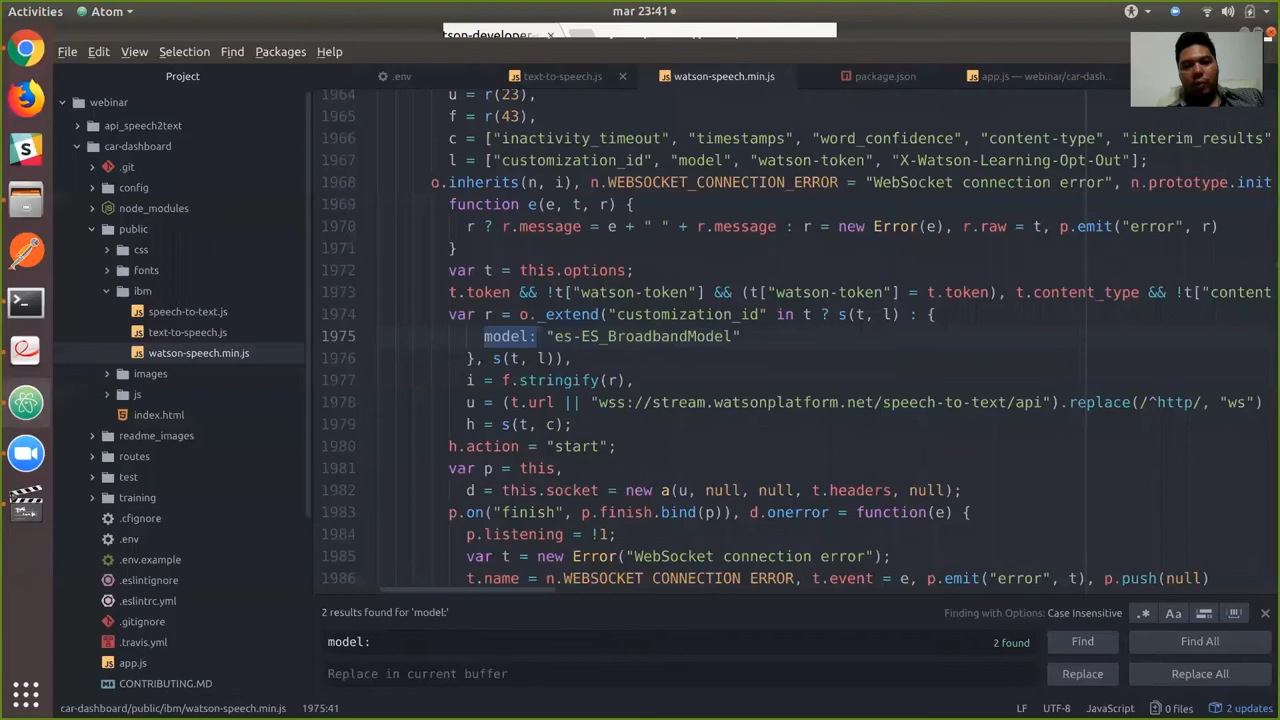 Activities
Atom
mar 23:41
tson-developer-
File Edit View Selection Find Packages Help
Project
.env
text-to-speech.js
watson-speech.min.js
package.json
app.js — webinar/car-dash...
webinar
api_speech2text
car-dashboard
.git
config
node_modules
public
css
fonts
ibm
speech-to-text.js
text-to-speech.js
watson-speech.min.js
images
js
index.html
readme_images
routes
test
training
.cfignore
.env
.env.example
.eslintignore
.eslintrc.yml
.gitignore
.travis.yml
app.js
CONTRIBUTING.MD
1964 u = r(23),
1965 f = r(43),
1966 c = ["inactivity_timeout", "timestamps", "word_confidence", "content-type", "interim_results"
1967 l = ["customization_id", "model", "watson-token", "X-Watson-Learning-Opt-Out"];
1968 o.inherits(n, i), n.WEBSOCKET_CONNECTION_ERROR = "WebSocket connection error", n.prototype.init
1969 function e(e, t, r) {
1970 r ? r.message = e + " " + r.message : r = new Error(e), r.raw = t, p.emit("error", r)
1971 }
1972 var t = this.options;
1973 t.token && !t["watson-token"] && (t["watson-token"] = t.token), t.content_type && !t["content
1974 var r = o._extend("customization_id" in t ? s(t, l) : {
1975 model: "es-ES_BroadbandModel"
1976 }, s(t, l)),
1977 i = f.stringify(r),
1978 u = (t.url || "wss://stream.watsonplatform.net/speech-to-text/api").replace(/^http/, "ws")
1979 h = s(t, c);
1980 h.action = "start";
1981 var p = this,
1982 d = this.socket = new a(u, null, null, t.headers, null);
1983 p.on("finish", p.finish.bind(p)), d.onerror = function(e) {
1984 p.listening = !1;
1985 var t = new Error("WebSocket connection error");
1986 t.name = n.WEBSOCKET_CONNECTION_ERROR, t.event = e, p.emit("error", t), p.push(null)
2 results found for 'model:'
Finding with Options: Case Insensitive
.* Aa
model:
2 found
Find
Find All
Replace in current buffer
Replace
Replace All
car-dashboard/public/ibm/watson-speech.min.js 1975:41
LF UTF-8 JavaScript 0 files 2 updates